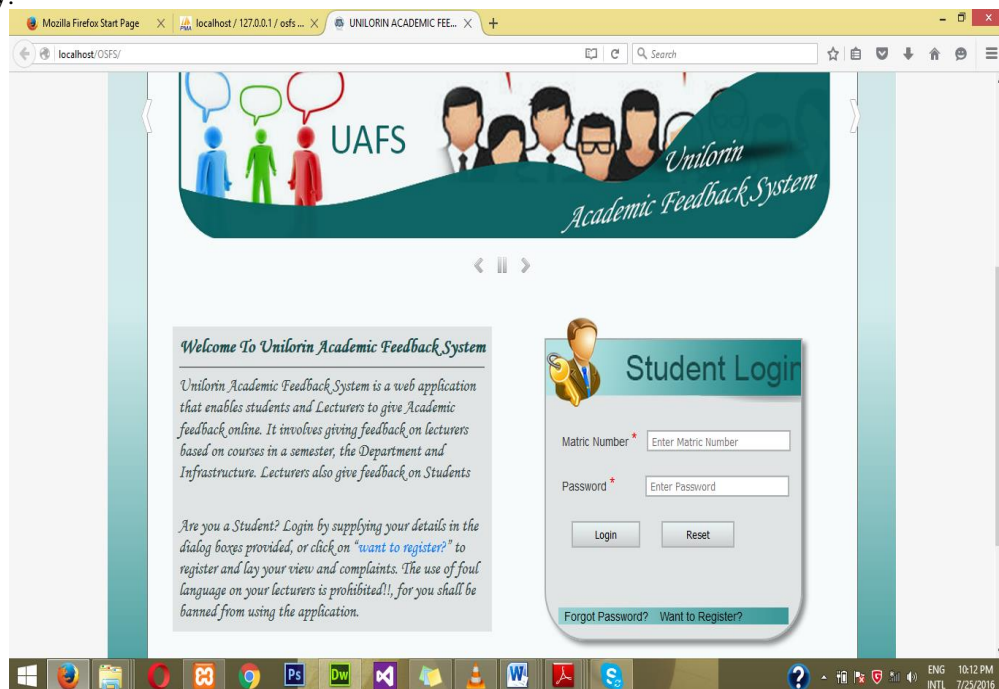 y.
Mozilla Firefox Start Page
localhost / 127.0.0.1 / osfs ...
UNILORIN ACADEMIC FEE...
localhost/OSFS/
Search
UAFS
Unilorin
Academic Feedback System
Welcome To Unilorin Academic Feedback System
Unilorin Academic Feedback System is a web application
that enables students and Lecturers to give Academic
feedback online. It involves giving feedback on lecturers
based on courses in a semester, the Department and
Infrastructure. Lecturers also give feedback on Students
Are you a Student? Login by supplying your details in the
dialog boxes provided, or click on "want to register?" to
register and lay your view and complaints. The use of foul
language on your lecturers is prohibited!!, for you shall be
banned from using the application.
Student Login
Matric Number *
Enter Matric Number
Password *
Enter Password
Login
Reset
Forgot Password? Want to Register?
Ps
Dw
W
S
ENG
INTL
10:12 PM
7/25/2016